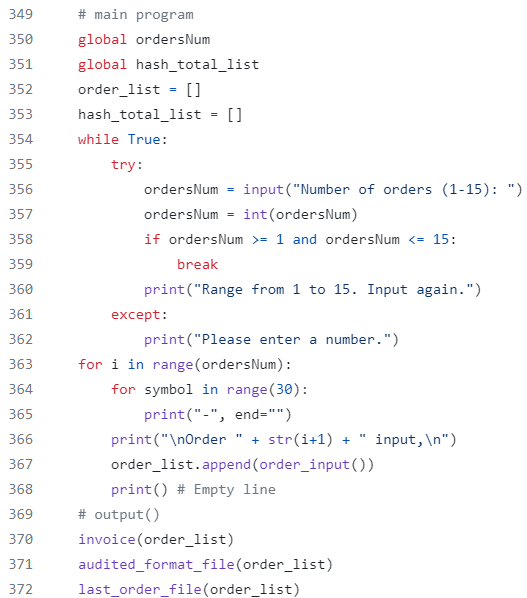 349 # main program
350 global ordersNum
351 global hash_total_list
352 order_list = []
353 hash_total_list = []
354 while True:
355     try:
356         ordersNum = input("Number of orders (1-15): ")
357         ordersNum = int(ordersNum)
358         if ordersNum >= 1 and ordersNum <= 15:
359             break
360         print("Range from 1 to 15. Input again.")
361     except:
362         print("Please enter a number.")
363 for i in range(ordersNum):
364     for symbol in range(30):
365         print("-", end="")
366     print("\nOrder " + str(i+1) + " input,\n")
367     order_list.append(order_input())
368     print() # Empty line
369 # output()
370 invoice(order_list)
371 audited_format_file(order_list)
372 last_order_file(order_list)